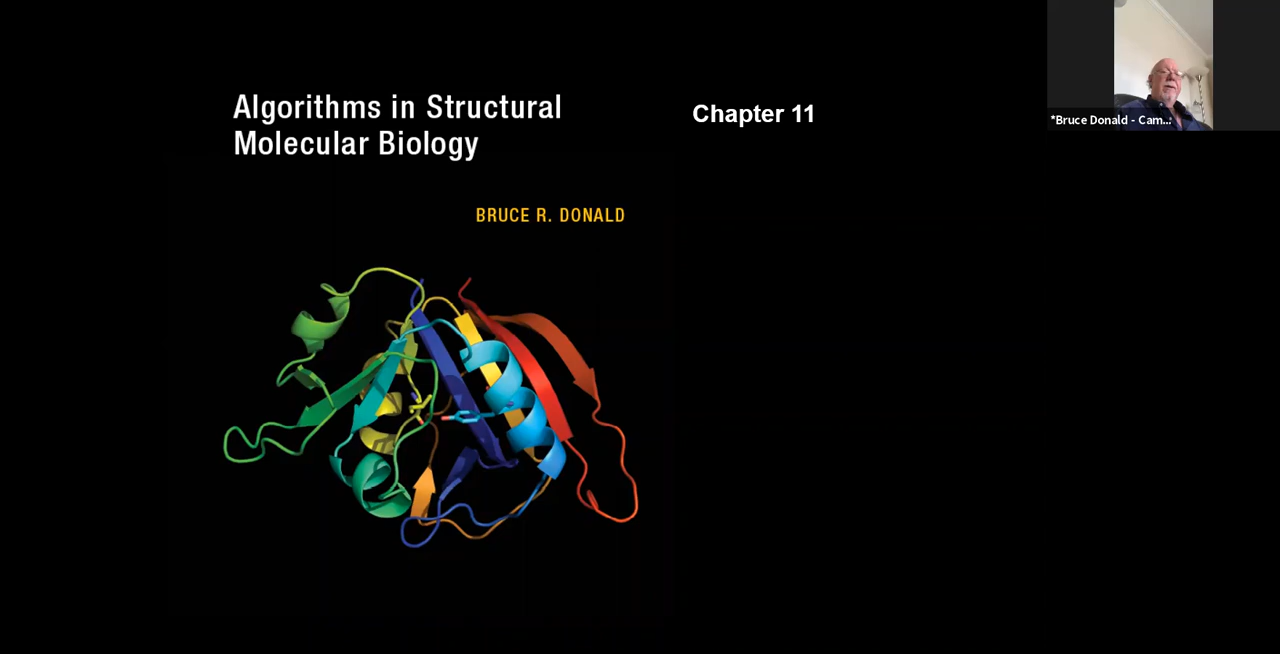 Algorithms in Structural
Molecular Biology
BRUCE R. DONALD
Chapter 11
*Bruce Donald - Cam...